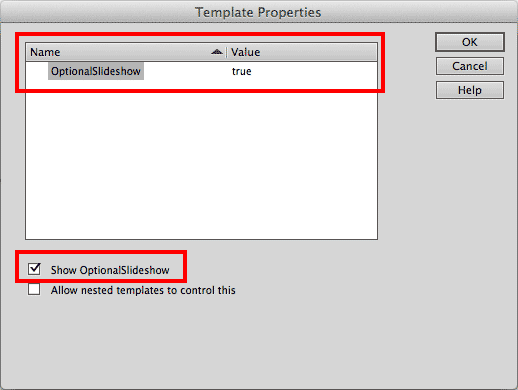 Template Properties
Name Value
OptionalSlideshow true
OK
Cancel
Help
Show OptionalSlideshow
Allow nested templates to control this